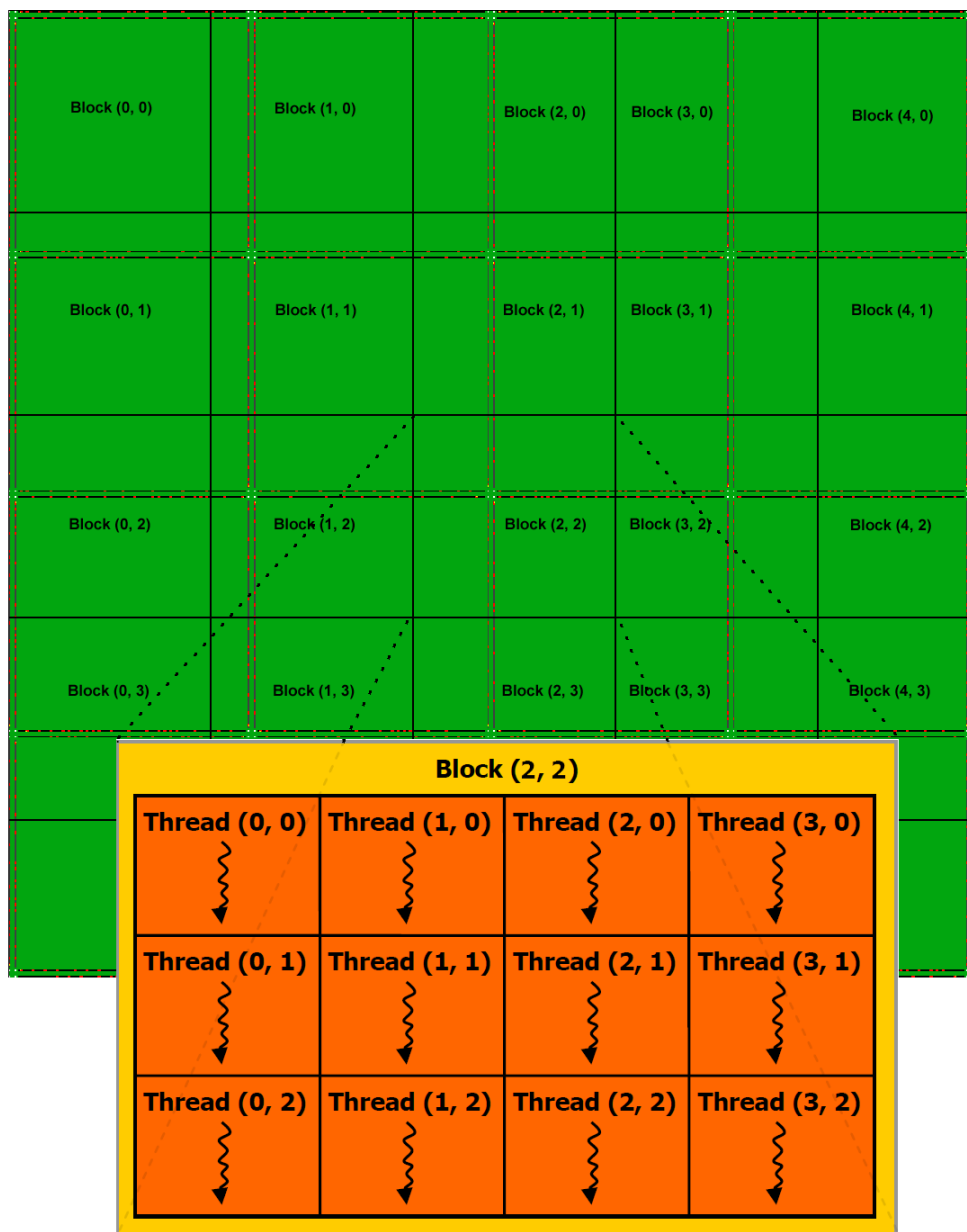 Block (0, 0) Block (1, 0) Block (2, 0) Block (3, 0) Block (4, 0)
Block (0, 1) Block (1, 1) Block (2, 1) Block (3, 1) Block (4, 1)
Block (0, 2) Block (1, 2) Block (2, 2) Block (3, 2) Block (4, 2)
Block (0, 3) Block (1, 3) Block (2, 3) Block (3, 3) Block (4, 3)
Block (2, 2)
Thread (0, 0) Thread (1, 0) Thread (2, 0) Thread (3, 0)
Thread (0, 1) Thread (1, 1) Thread (2, 1) Thread (3, 1)
Thread (0, 2) Thread (1, 2) Thread (2, 2) Thread (3, 2)